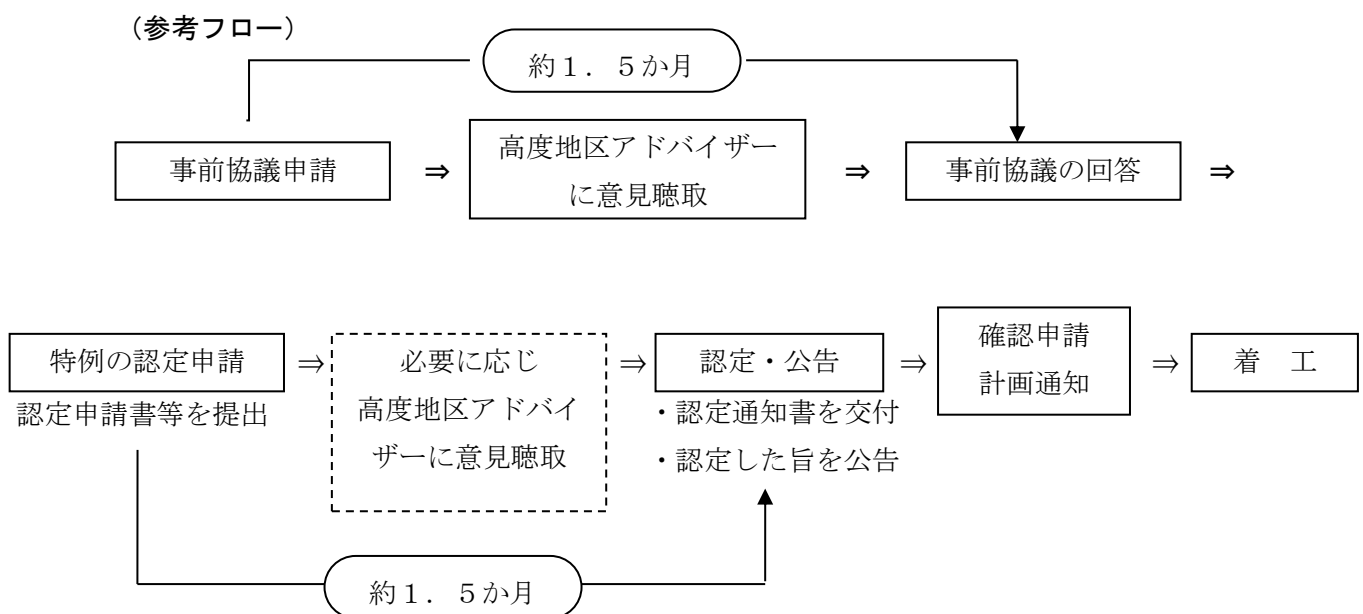 （参考フロー）
約１．５か月
事前協議申請 ⇒ 高度地区アドバイザー
に意見聴取 ⇒ 事前協議の回答 ⇒
特例の認定申請 ⇒ 必要に応じ
高度地区アドバイ
ザーに意見聴取 ⇒ 認定・公告 ⇒ 確認申請
計画通知 ⇒ 着　工
認定申請書等を提出
・認定通知書を交付
・認定した旨を公告
約１．５か月